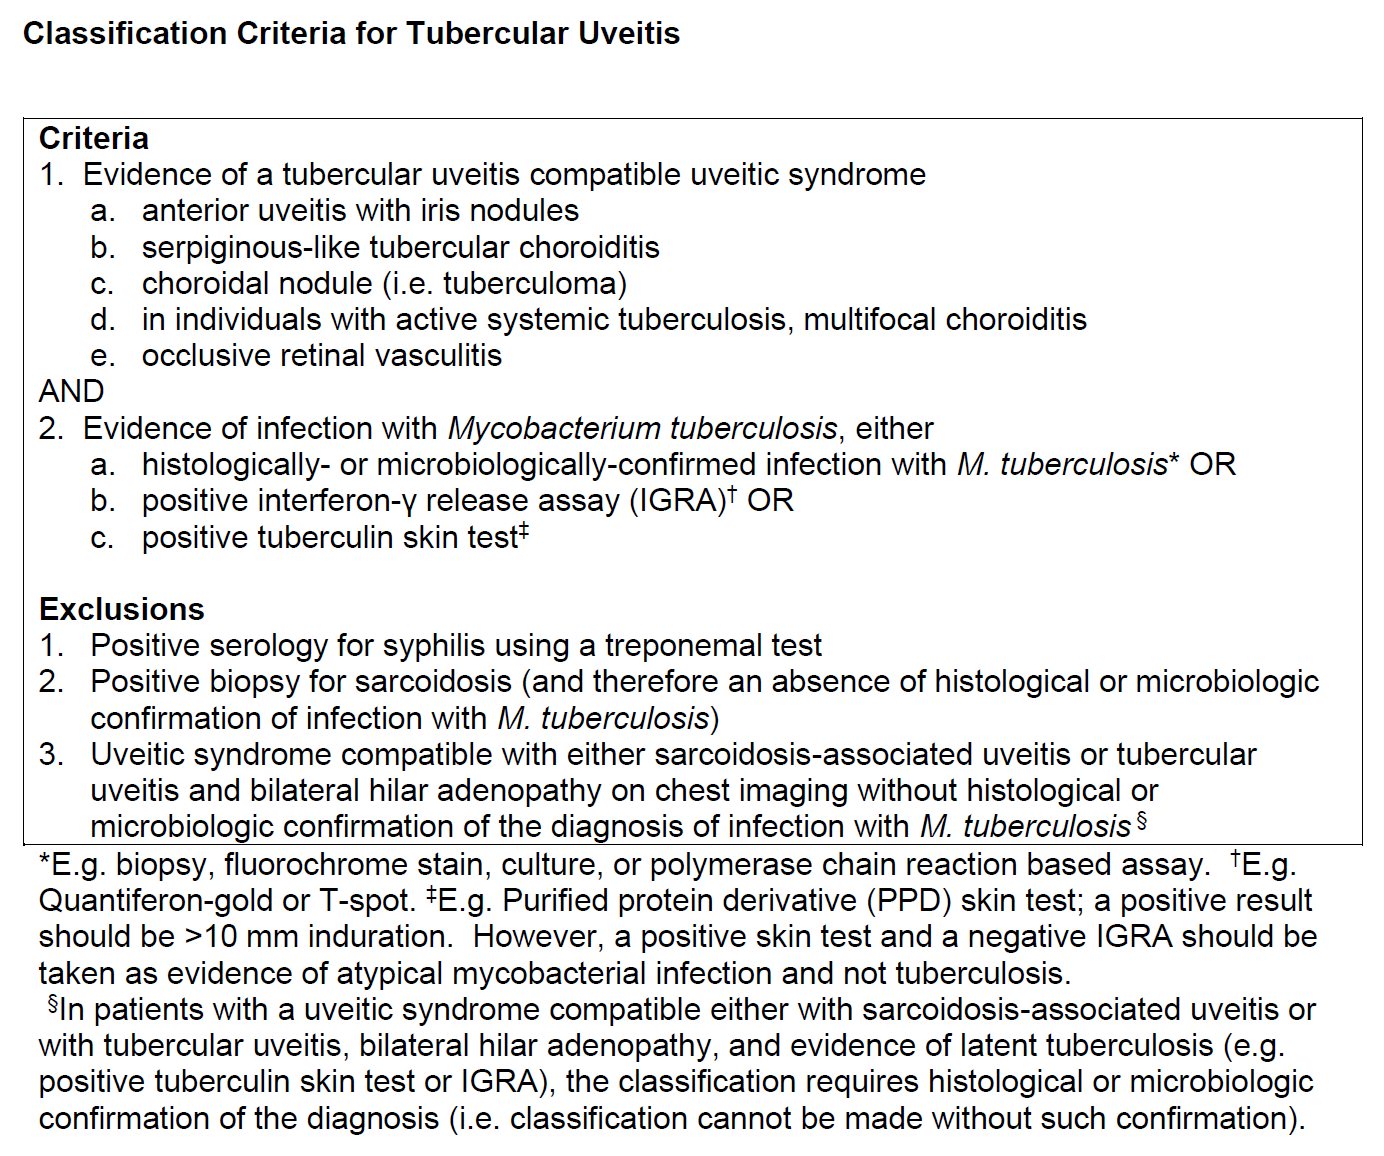 Classification Criteria for Tubercular Uveitis
Criteria
1. Evidence of a tubercular uveitis compatible uveitic syndrome
a. anterior uveitis with iris nodules
b. serpiginous-like tubercular choroiditis
c. choroidal nodule (i.e. tuberculoma)
d. in individuals with active systemic tuberculosis, multifocal choroiditis
e. occlusive retinal vasculitis
AND
2. Evidence of infection with Mycobacterium tuberculosis, either
a. histologically- or microbiologically-confirmed infection with M. tuberculosis* OR
b. positive interferon-γ release assay (IGRA)† OR
c. positive tuberculin skin test‡
Exclusions
1. Positive serology for syphilis using a treponemal test
2. Positive biopsy for sarcoidosis (and therefore an absence of histological or microbiologic
confirmation of infection with M. tuberculosis)
3. Uveitic syndrome compatible with either sarcoidosis-associated uveitis or tubercular
uveitis and bilateral hilar adenopathy on chest imaging without histological or
microbiologic confirmation of the diagnosis of infection with M. tuberculosis §
*E.g. biopsy, fluorochrome stain, culture, or polymerase chain reaction based assay. †E.g.
Quantiferon-gold or T-spot. ‡E.g. Purified protein derivative (PPD) skin test; a positive result
should be >10 mm induration. However, a positive skin test and a negative IGRA should be
taken as evidence of atypical mycobacterial infection and not tuberculosis.
§In patients with a uveitic syndrome compatible either with sarcoidosis-associated uveitis or
with tubercular uveitis, bilateral hilar adenopathy, and evidence of latent tuberculosis (e.g.
positive tuberculin skin test or IGRA), the classification requires histological or microbiologic
confirmation of the diagnosis (i.e. classification cannot be made without such confirmation).